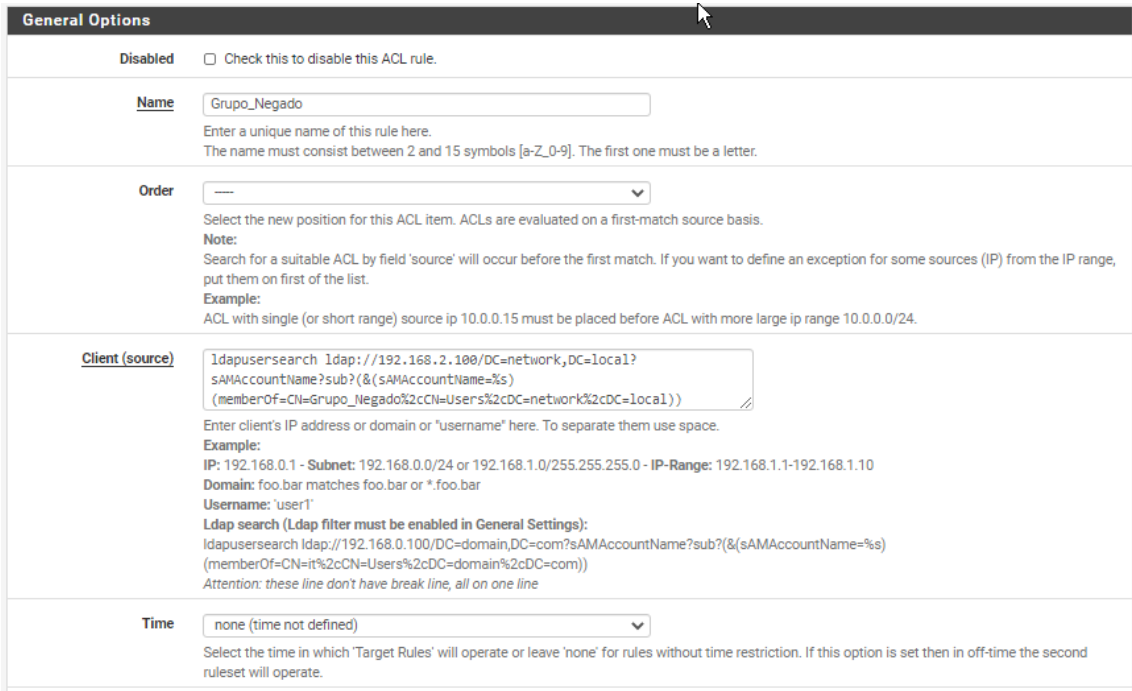 General Options
Disabled
Check this to disable this ACL rule.
Name
Grupo_Negado
Enter a unique name of this rule here.
The name must consist between 2 and 15 symbols [a-Z_0-9]. The first one must be a letter.
Order
-----
Select the new position for this ACL item. ACLs are evaluated on a first-match source basis.
Note:
Search for a suitable ACL by field 'source' will occur before the first match. If you want to define an exception for some sources (IP) from the IP range,
put them on first of the list.
Example:
ACL with single (or short range) source ip 10.0.0.15 must be placed before ACL with more large ip range 10.0.0.0/24.
Client (source)
ldapusersearch ldap://192.168.2.100/DC=network,DC=local?
sAMAccountName?sub?(&(sAMAccountName=%s)
(memberOf=CN=Grupo_Negado%2cCN=Users%2cDC=network%2cDC=local))
Enter client's IP address or domain or "username" here. To separate them use space.
Example:
IP: 192.168.0.1 - Subnet: 192.168.0.0/24 or 192.168.1.0/255.255.255.0 - IP-Range: 192.168.1.1-192.168.1.10
Domain: foo.bar matches foo.bar or *.foo.bar
Username: 'user1'
Ldap search (Ldap filter must be enabled in General Settings):
ldapusersearch ldap://192.168.0.100/DC=domain,DC=com?sAMAccountName?sub?(&(sAMAccountName=%s)
(memberOf=CN=it%2cCN=Users%2cDC=domain%2cDC=com))
Attention: these line don't have break line, all on one line
Time
none (time not defined)
Select the time in which 'Target Rules' will operate or leave 'none' for rules without time restriction. If this option is set then in off-time the second
ruleset will operate.